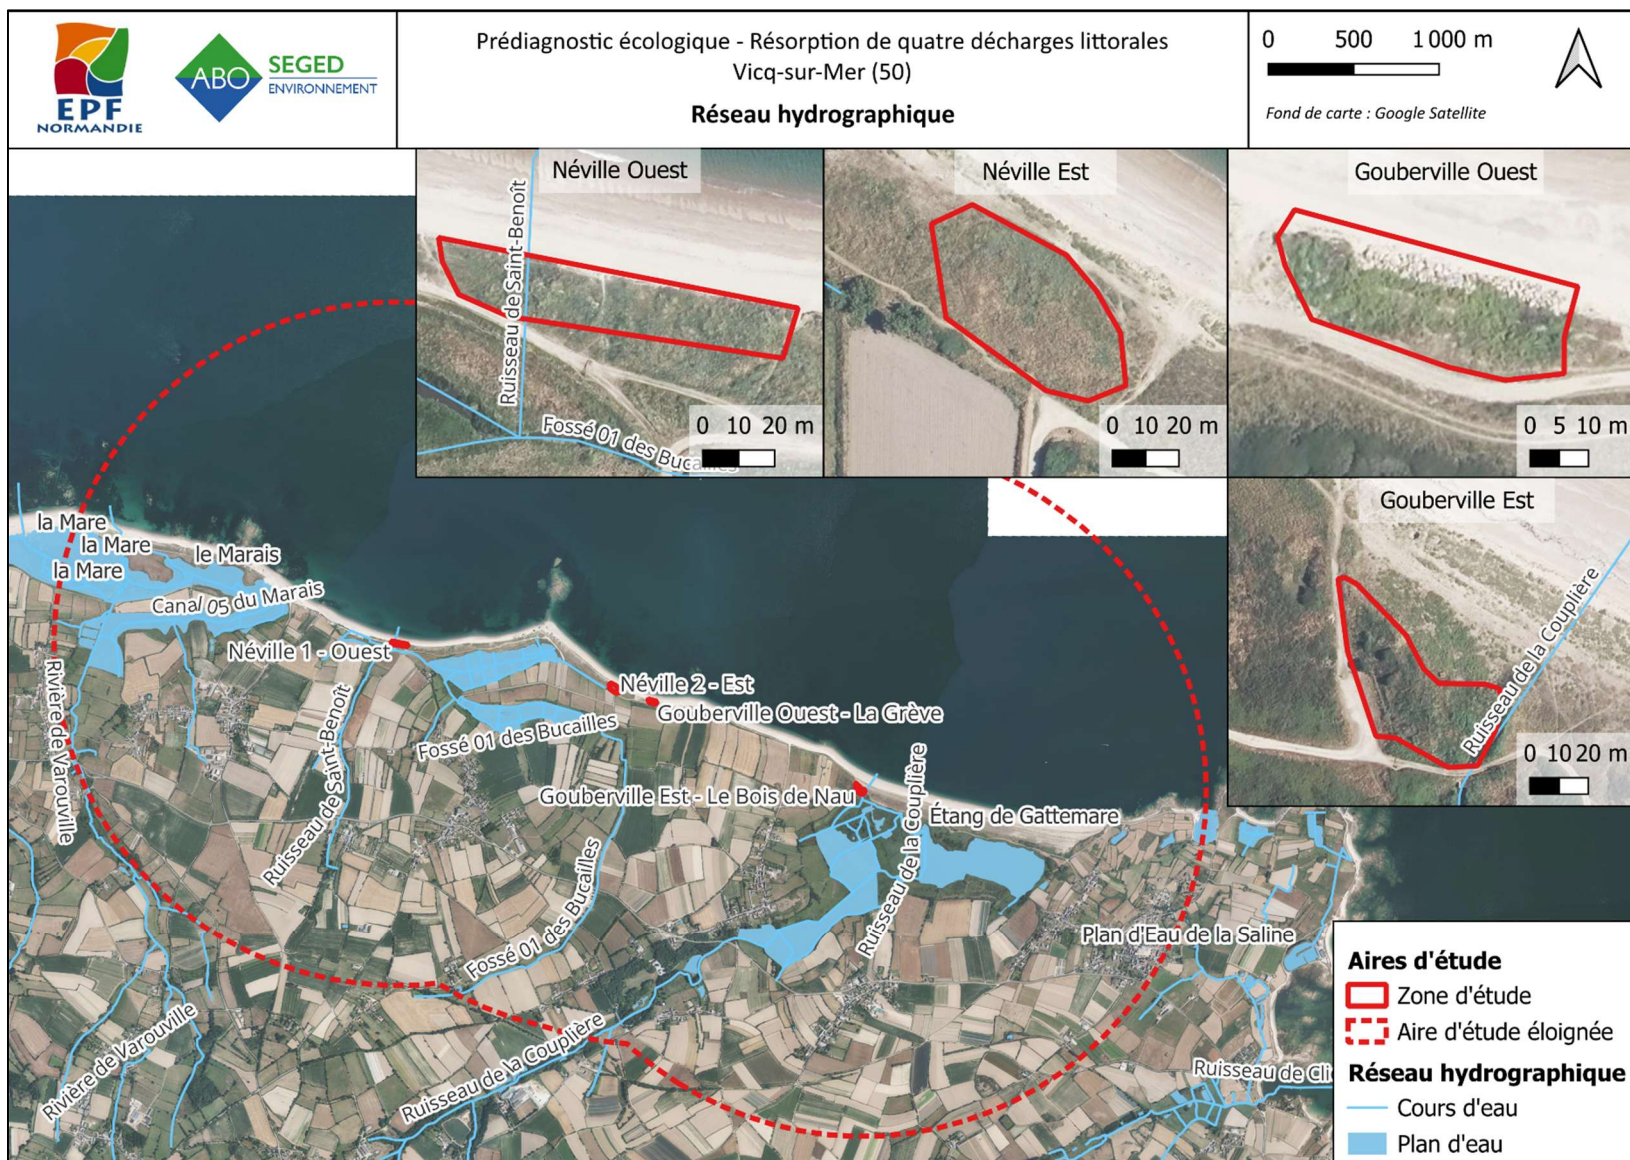 EPF
NORMANDIE
ABO
SEGED
ENVIRONNEMENT
Prédiagnostic écologique - Résorption de quatre décharges littorales
Vicq-sur-Mer (50)
Réseau hydrographique
0 500 1 000 m
Fond de carte : Google Satellite
Néville Ouest
Ruisseau de Saint-Benoît
Fossé 01 des Bucailles
0 10 20 m
Néville Est
0 10 20 m
Gouberville Ouest
0 5 10 m
Gouberville Est
Ruisseau de la Couplière
0 10 20 m
la Mare
la Mare
la Mare
le Marais
Canal 05 du Marais
Néville 1 - Ouest
Rivière de Varouville
Ruisseau de Saint-Benoît
Néville 2 - Est
Gouberville Ouest - La Grève
Fossé 01 des Bucailles
Gouberville Est - Le Bois de Nau
Ruisseau de la Couplière
Étang de Gattemare
Fossé 01 des Bucailles
Plan d'Eau de la Saline
Rivière de Varouville
Ruisseau de la Couplière
Ruisseau de Cli
Aires d'étude
Zone d'étude
Aire d'étude éloignée
Réseau hydrographique
Cours d'eau
Plan d'eau